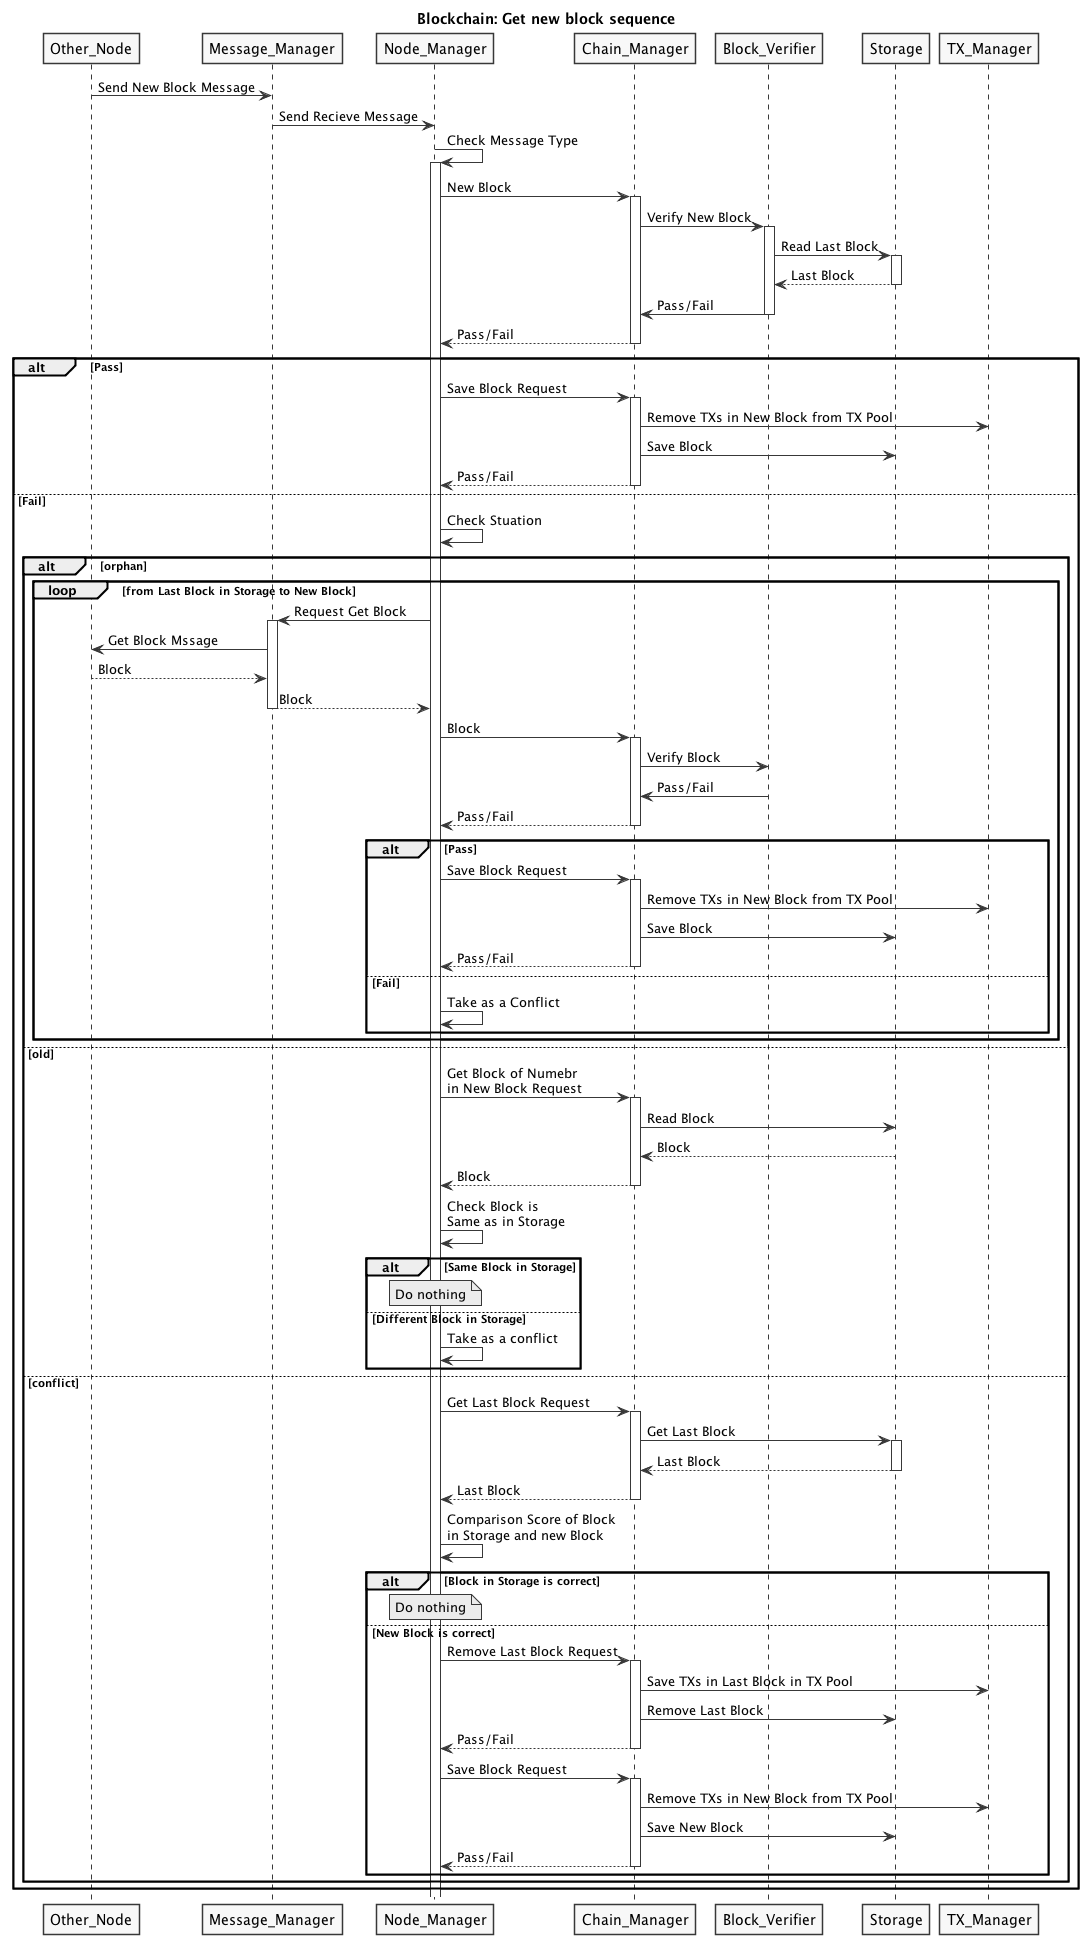 Blockchain: Get new block sequence
Other_Node
Message_Manager
Node_Manager
Chain_Manager
Block_Verifier
Storage
TX_Manager
Send New Block Message
Send Recieve Message
Check Message Type
New Block
Verify New Block
Read Last Block
Last Block
Pass/Fail
Pass/Fail
alt
[Pass]
Save Block Request
Remove TXs in New Block from TX Pool
Save Block
Pass/Fail
[Fail]
Check Stuation
alt
[orphan]
loop
[from Last Block in Storage to New Block]
Request Get Block
Get Block Mssage
Block
Block
Block
Verify Block
Pass/Fail
Pass/Fail
alt
[Pass]
Save Block Request
Remove TXs in New Block from TX Pool
Save Block
Pass/Fail
[Fail]
Take as a Conflict
[old]
Get Block of Numebr
in New Block Request
Read Block
Block
Block
Check Block is
Same as in Storage
alt
[Same Block in Storage]
Do nothing
[Different Block in Storage]
Take as a conflict
[conflict]
Get Last Block Request
Get Last Block
Last Block
Last Block
Comparison Score of Block
in Storage and new Block
alt
[Block in Storage is correct]
Do nothing
[New Block is correct]
Remove Last Block Request
Save TXs in Last Block in TX Pool
Remove Last Block
Pass/Fail
Save Block Request
Remove TXs in New Block from TX Pool
Save New Block
Pass/Fail
Other_Node
Message_Manager
Node_Manager
Chain_Manager
Block_Verifier
Storage
TX_Manager